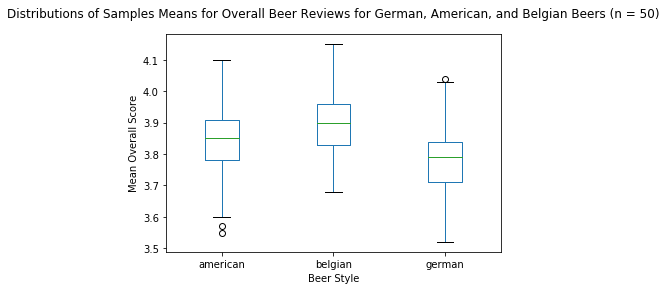 Distributions of Samples Means for Overall Beer Reviews for German, American, and Belgian Beers (n = 50)
4.1
4.0
3.9
3.8
3.7
3.6
3.5
Mean Overall Score
american belgian german
Beer Style